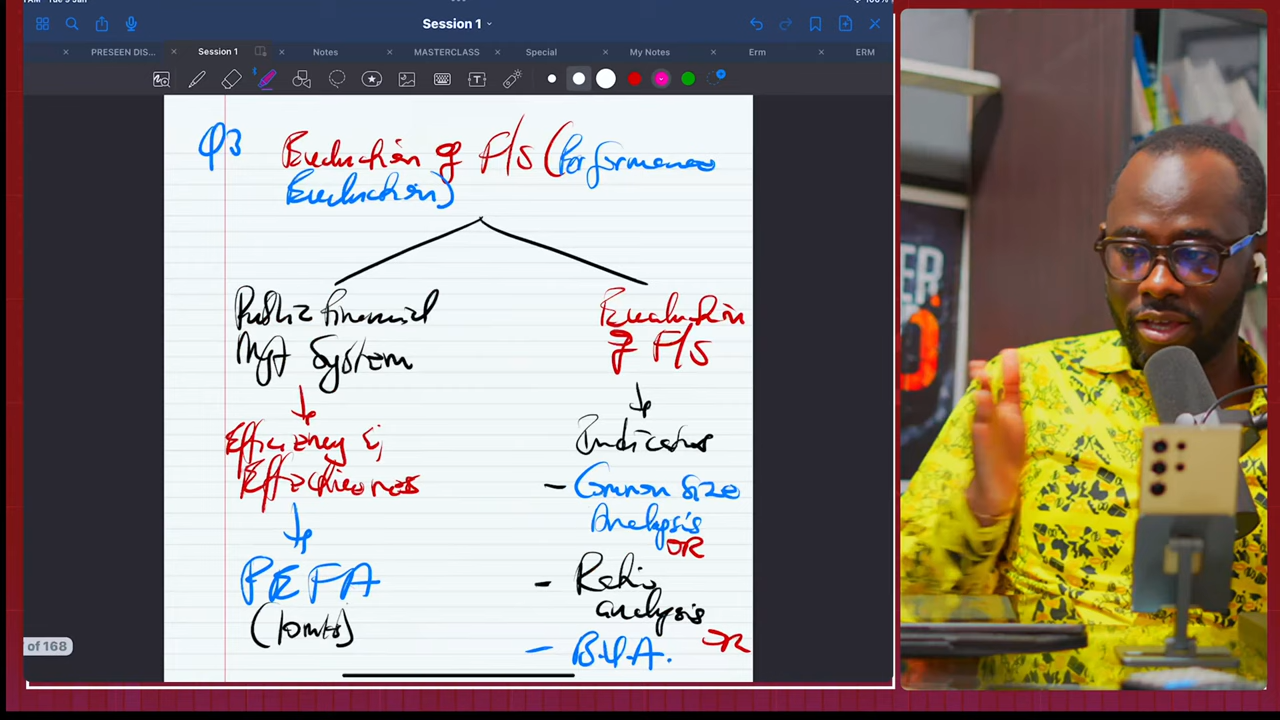 Session 1
PRESEEN DIS...
Session 1
Notes
MASTERCLASS
Special
My Notes
Erm
ERM
Q3
Evaluation of F/S (Performance
Evaluation)
Public Financial
Mgt System
Efficiency &
Effectiveness
PEFA
(10mks)
Evaluation
of F/S
Indicators
- Common Size
Analysis
OR
- Ratio
analysis
OR
- BVA.
of 168